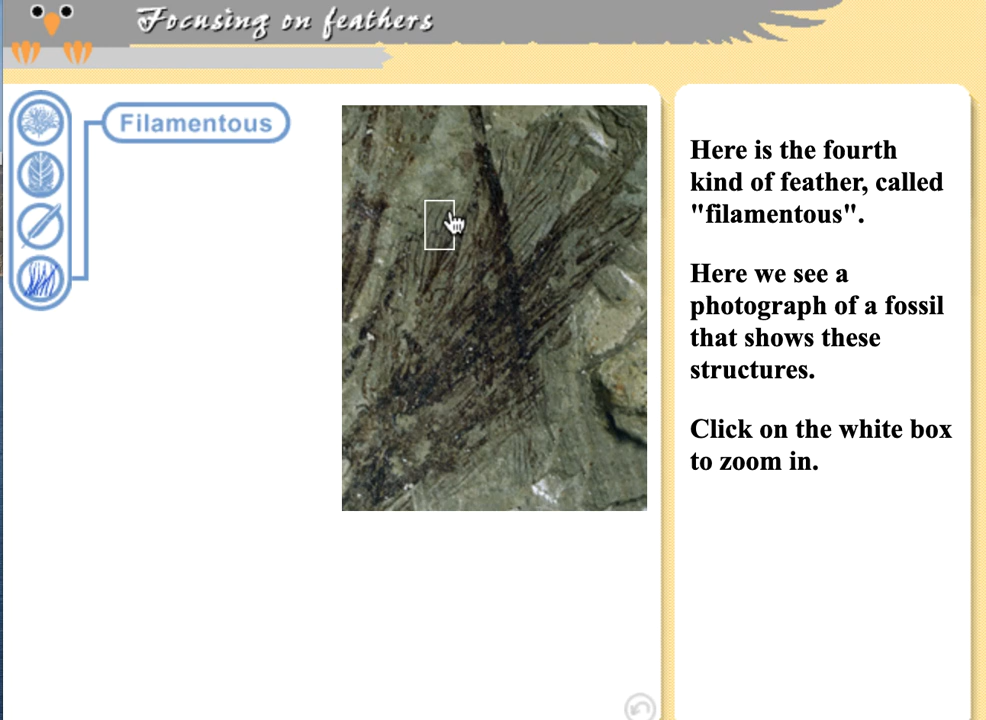 Focusing on feathers
Filamentous
Here is the fourth
kind of feather, called
"filamentous".
Here we see a
photograph of a fossil
that shows these
structures.
Click on the white box
to zoom in.